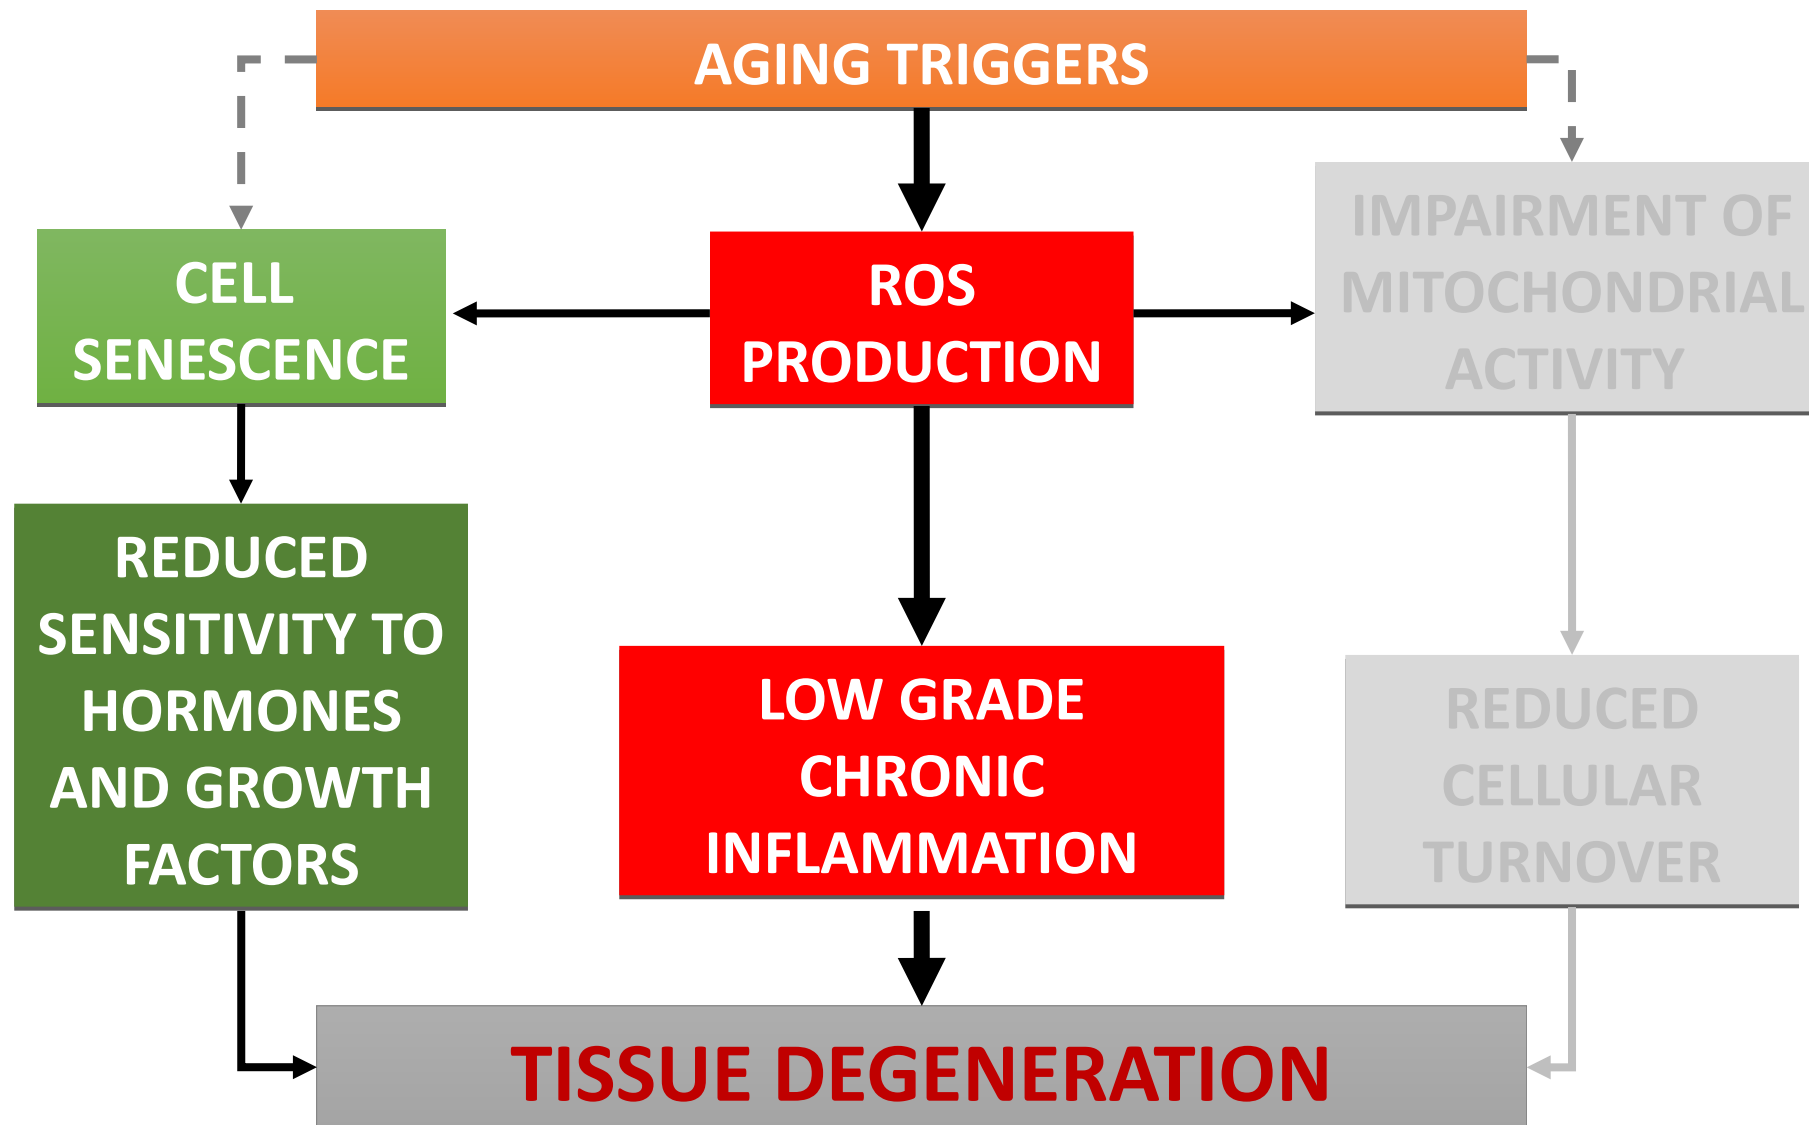 AGING TRIGGERS
CELL
SENESCENCE
ROS
PRODUCTION
IMPAIRMENT OF
MITOCHONDRIAL
ACTIVITY
REDUCED
SENSITIVITY TO
HORMONES
AND GROWTH
FACTORS
LOW GRADE
CHRONIC
INFLAMMATION
REDUCED
CELLULAR
TURNOVER
TISSUE DEGENERATION